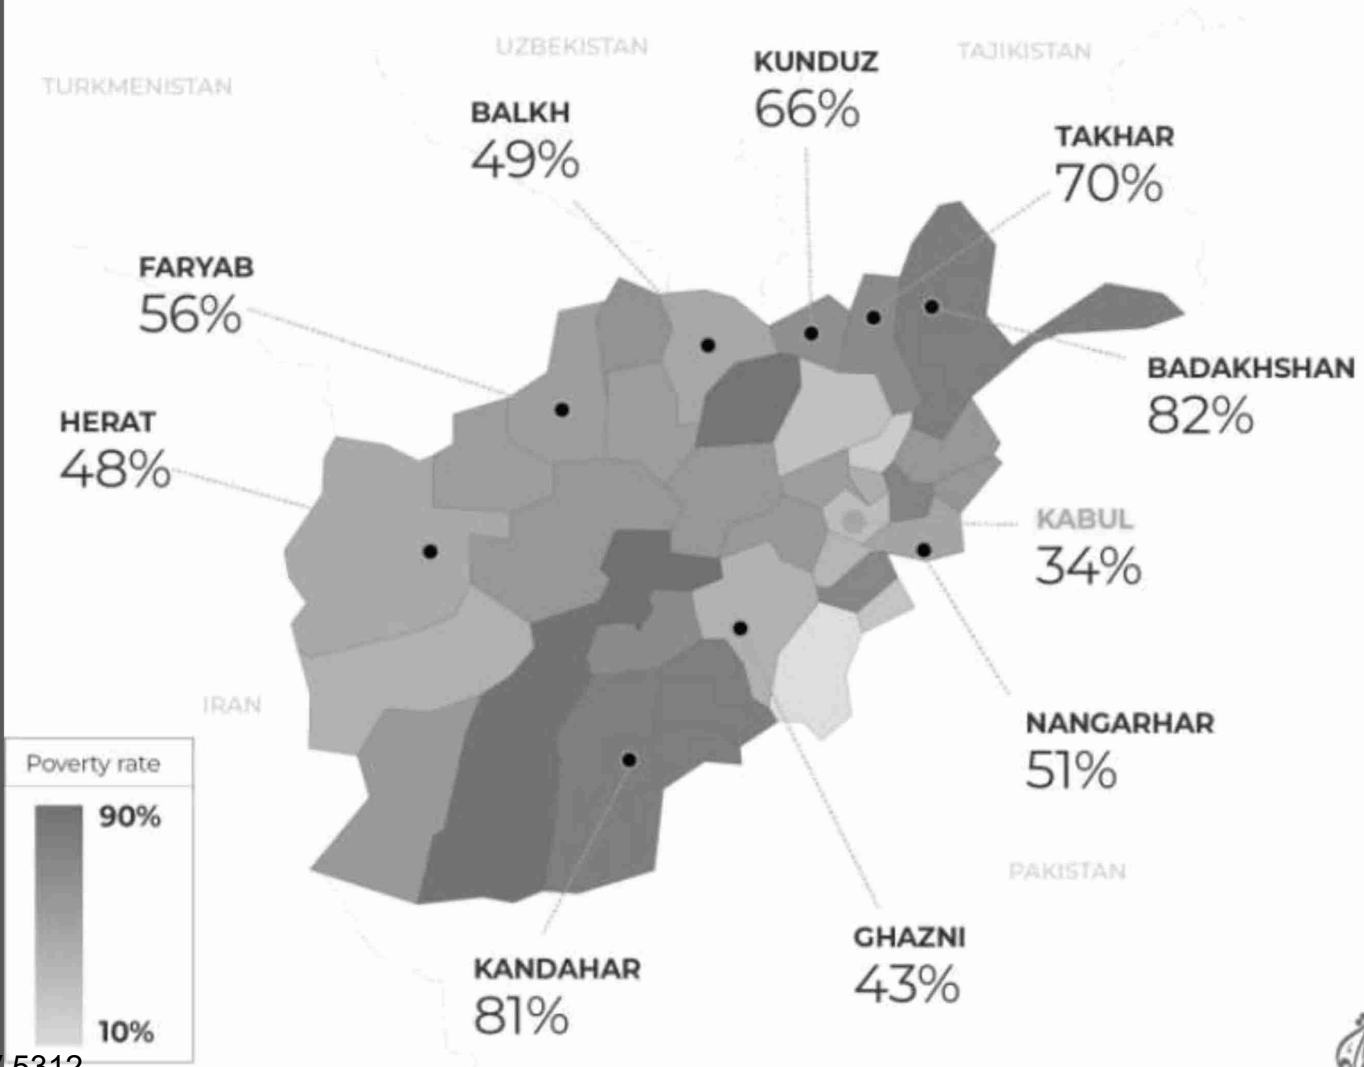 UZBEKISTAN
TAJIKISTAN
TURKMENISTAN
KUNDUZ
66%
BALKH
49%
TAKHAR
70%
FARYAB
56%
BADAKHSHAN
82%
HERAT
48%
KABUL
34%
IRAN
NANGARHAR
51%
PAKISTAN
GHAZNI
43%
KANDAHAR
81%
Poverty rate
90%
10%
5312